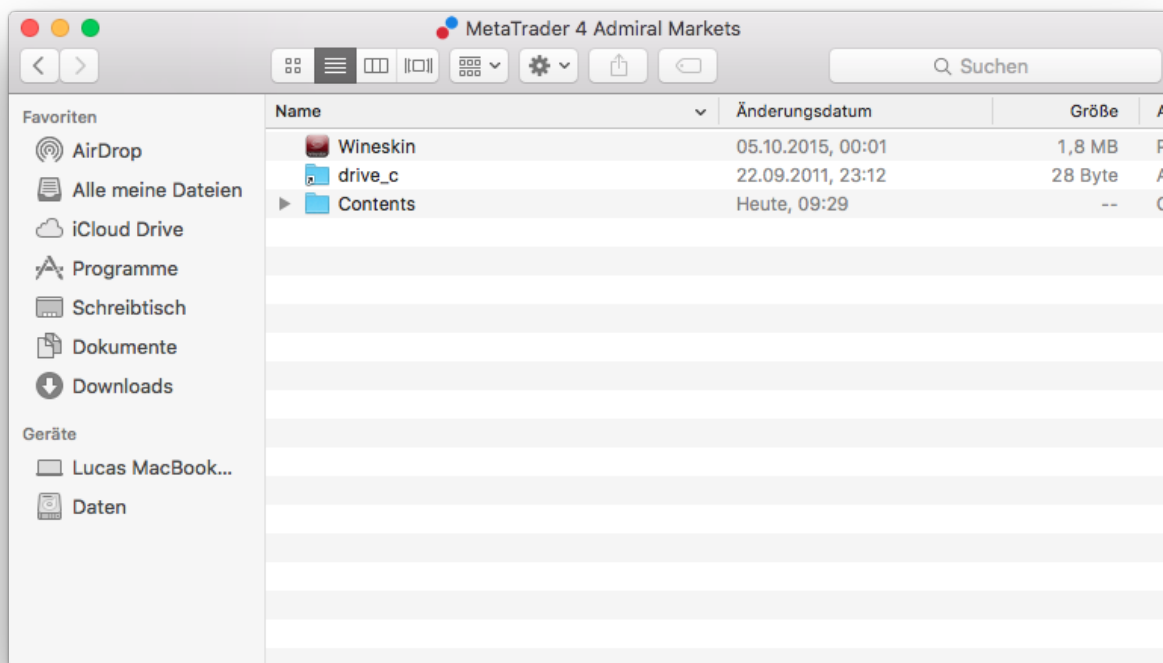 MetaTrader 4 Admiral Markets
Suchen
Favoriten
AirDrop
Alle meine Dateien
iCloud Drive
Programme
Schreibtisch
Dokumente
Downloads
Geräte
Lucas MacBook...
Daten
Name Änderungsdatum Größe
Wineskin 05.10.2015, 00:01 1,8 MB
drive_c 22.09.2011, 23:12 28 Byte
Contents Heute, 09:29 --